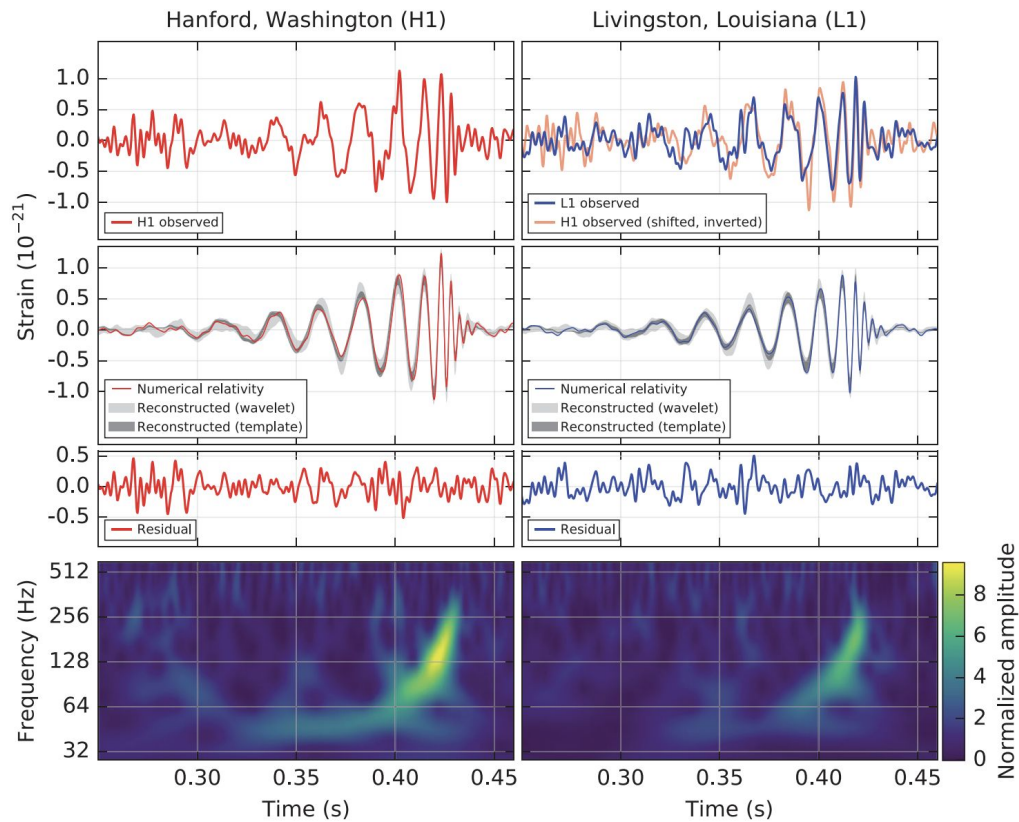 Hanford, Washington (H1)
Livingston, Louisiana (L1)
Strain (10⁻²¹)
1.0
0.5
0.0
-0.5
-1.0
H1 observed
L1 observed
H1 observed (shifted, inverted)
1.0
0.5
0.0
-0.5
-1.0
Numerical relativity
Reconstructed (wavelet)
Reconstructed (template)
Numerical relativity
Reconstructed (wavelet)
Reconstructed (template)
0.5
0.0
-0.5
Residual
Residual
Frequency (Hz)
512
256
128
64
32
0.30
0.35
0.40
0.45
Time (s)
0.30
0.35
0.40
0.45
Time (s)
8
6
4
2
0
Normalized amplitude